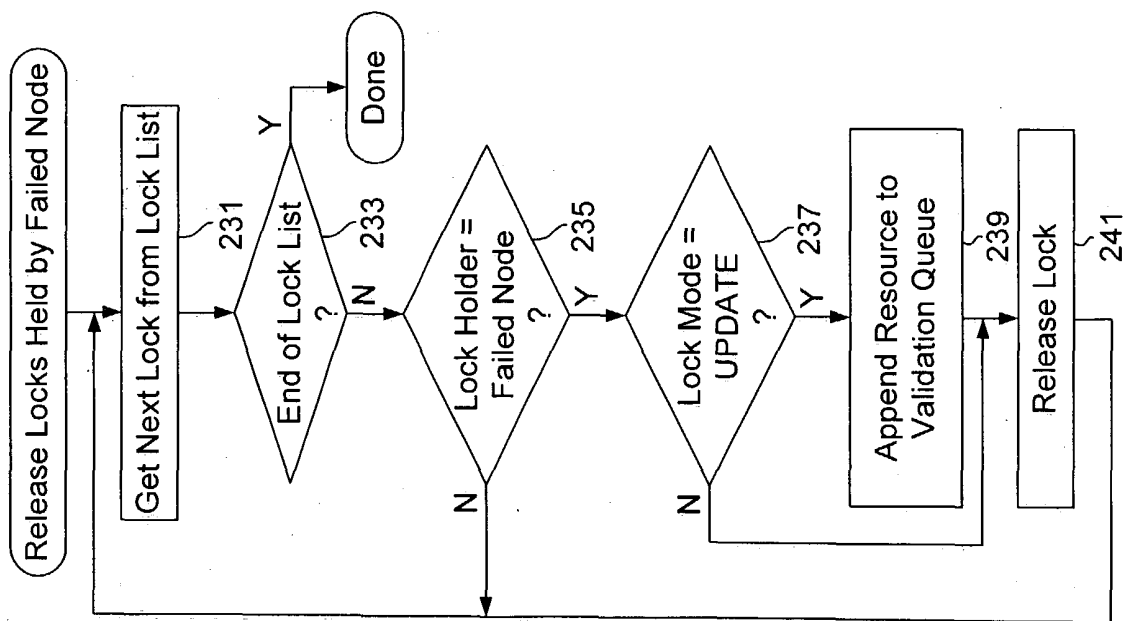 Release Locks Held by Failed Node
Get Next Lock from Lock List
231
End of Lock List
?
233
Y
Done
N
Lock Holder =
Failed Node
?
235
N
Y
Lock Mode =
UPDATE
?
237
N
Y
Append Resource to
Validation Queue
239
Release Lock
241